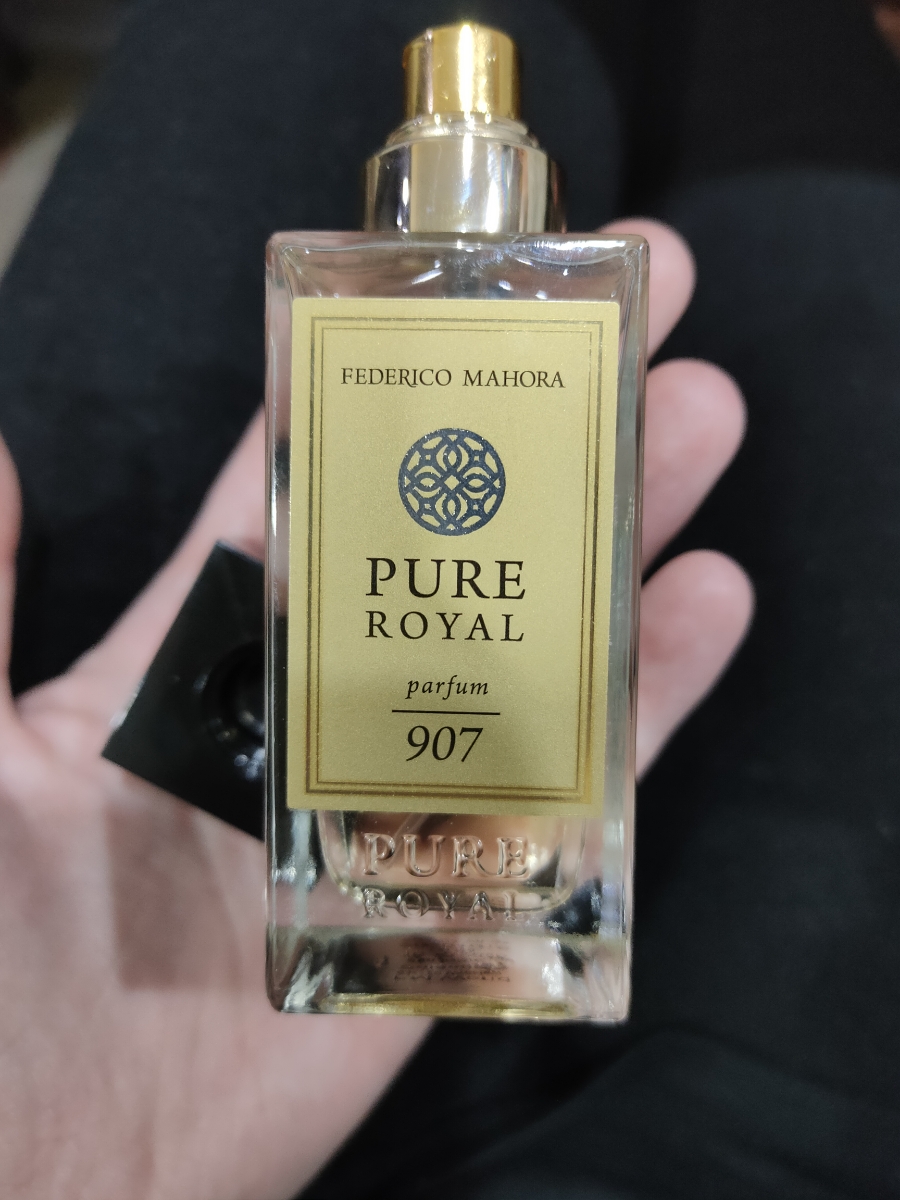 FEDERICO MAHORA
PURE
ROYAL
parfum
907
PURE
ROYAL